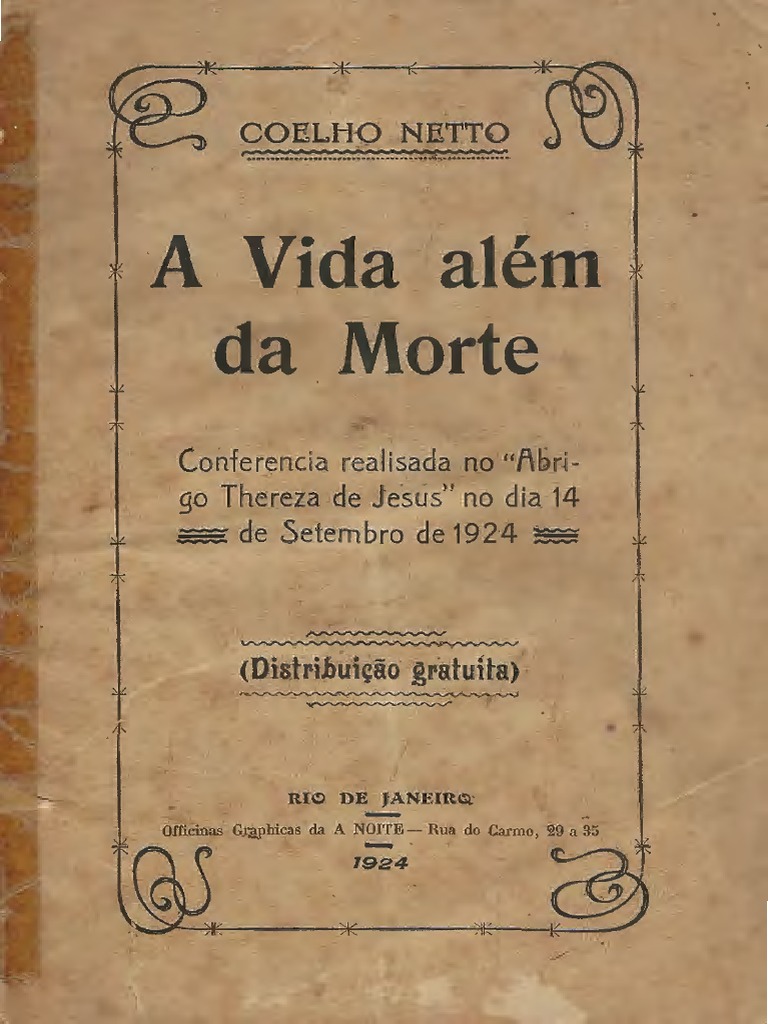 COELHO NETTO
A Vida além
da Morte
Conferencia realisada no “Abri-
go Thereza de Jesus” no dia 14
de Setembro de 1924
(Distribuição gratuita)
RIO DE JANEIRO
Officinas Graphicas da A NOITE — Rua do Carmo, 29 a 35
1924